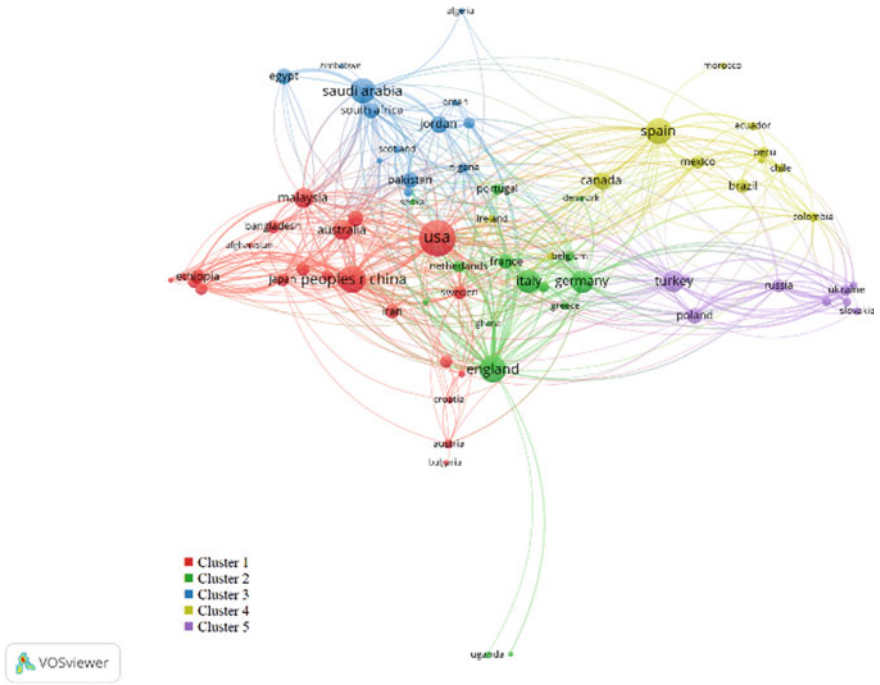 algeria
zimbabwe
egypt
morocco
saudi arabia
oman
south africa
jordan
spain
ecuador
scotland
peru
mexico
chile
nigeria
pakistan
canada
brazil
portugal
malaysia
denmark
ireland
colombia
bangladesh
australia
usa
afghanistan
belgium
france
netherlands
ethiopia
japan
peoples r china
italy
germany
turkey
russia
ukraine
sweden
greece
iran
poland
slovakia
ghana
england
croatia
austria
bulgaria
Cluster 1
Cluster 2
Cluster 3
Cluster 4
Cluster 5
uganda
VOSviewer